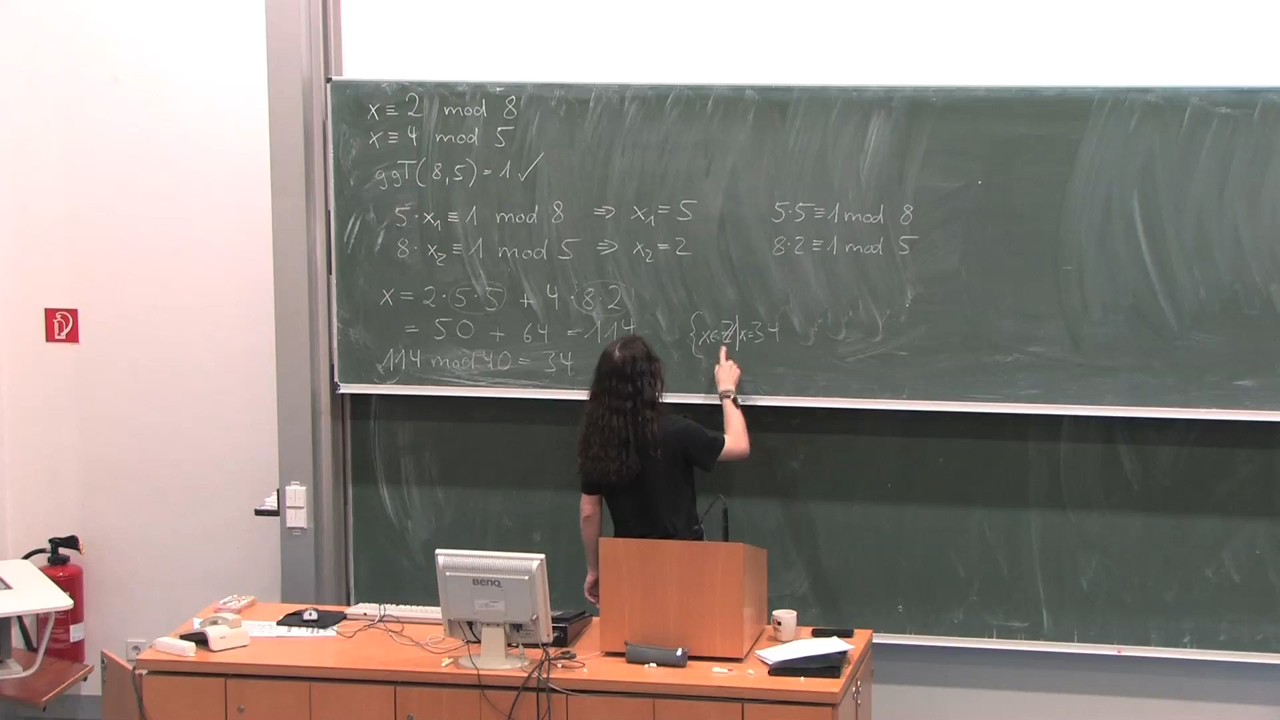 x ≡ 2 mod 8
x ≡ 4 mod 5
ggT(8,5) = 1 ✓
5·x₁ ≡ 1 mod 8 ⇒ x₁ = 5 5·5 ≡ 1 mod 8
8·x₂ ≡ 1 mod 5 ⇒ x₂ = 2 8·2 ≡ 1 mod 5
x = 2·5·5 + 4·8·2
= 50 + 64 = 114
{x∈ℤ|x=34
114 mod 40 = 34
BenQ